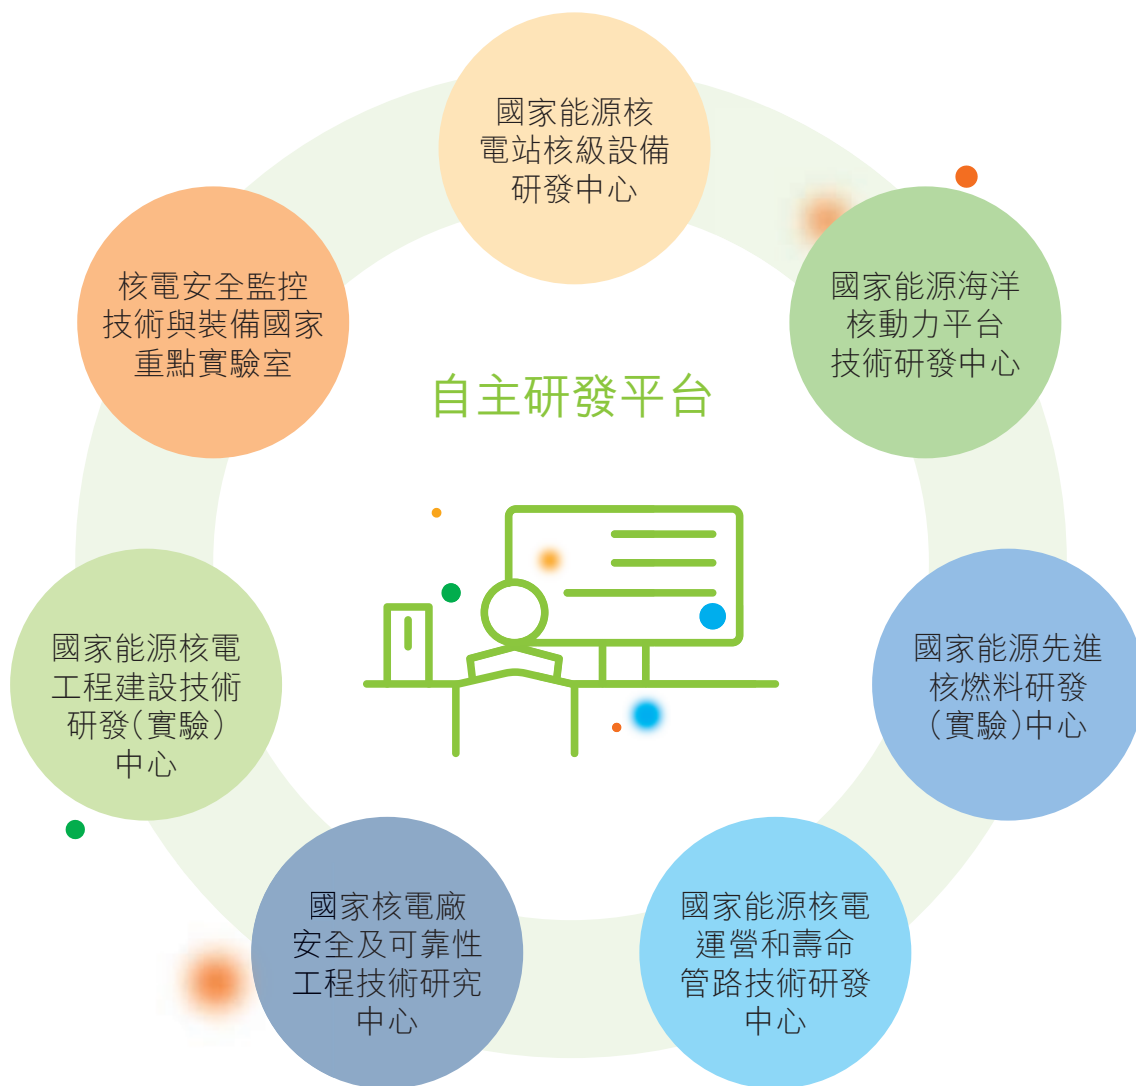 國家能源核
電站核級設備
研發中心
國家能源海洋
核動力平台
技術研發中心
國家能源先進
核燃料研發
（實驗）中心
國家能源核電
運營和壽命
管路技術研發
中心
國家核電廠
安全及可靠性
工程技術研究
中心
國家能源核電
工程建設技術
研發（實驗）
中心
核電安全監控
技術與裝備國家
重點實驗室
自主研發平台